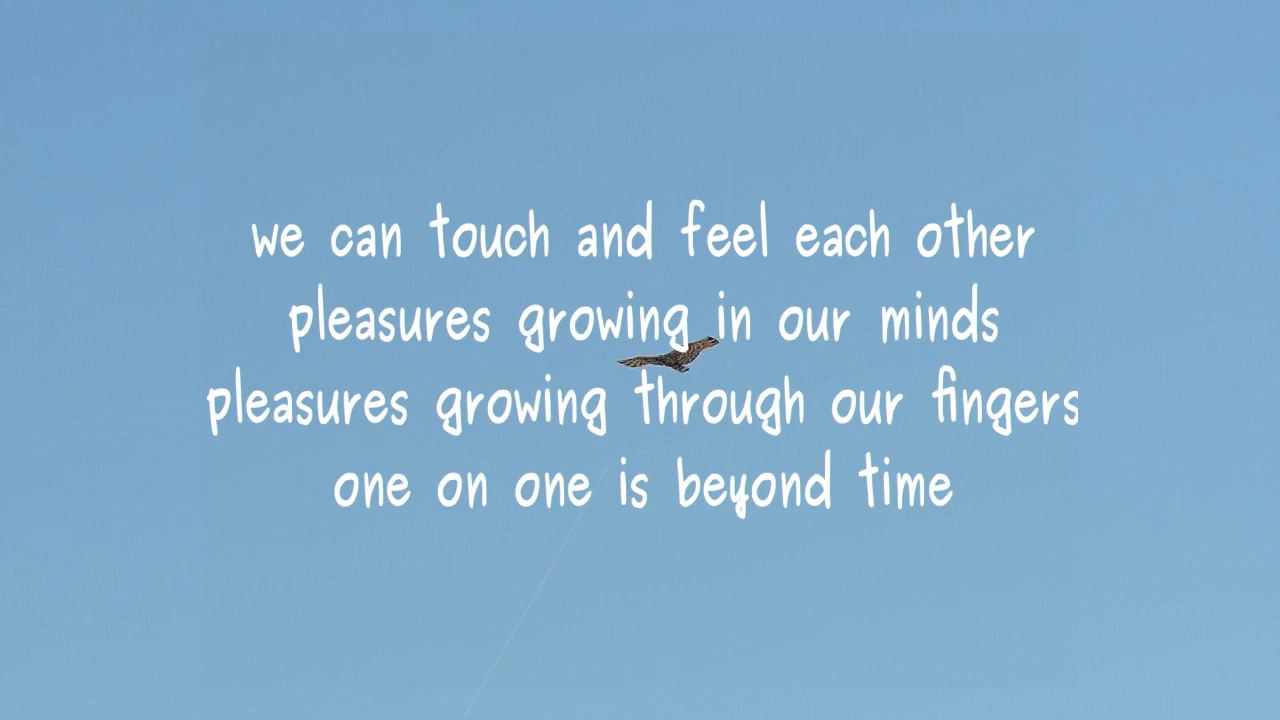 we can touch and feel each other
pleasures growing in our minds
pleasures growing through our fingers
one on one is beyond time